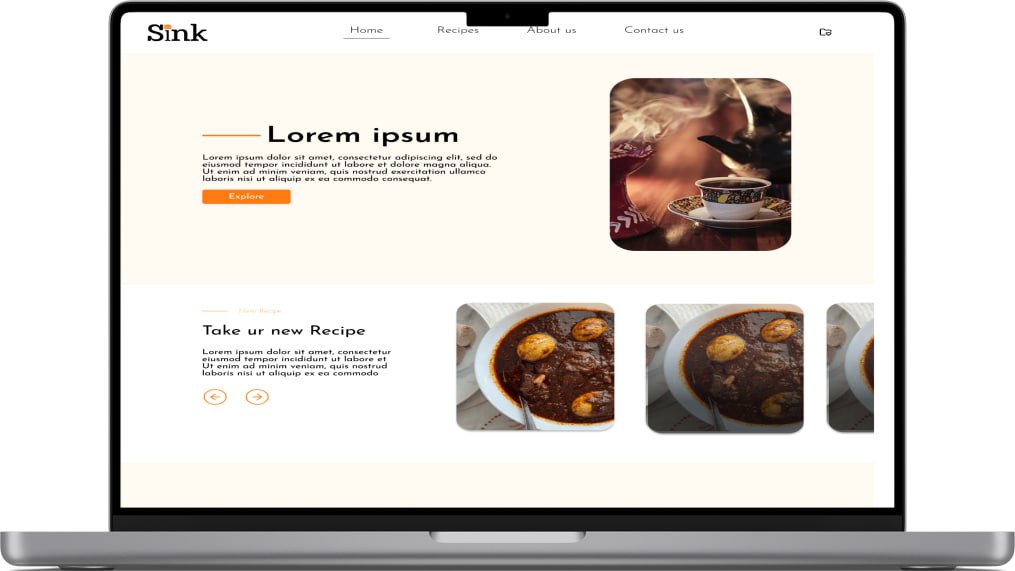 Sink
Home Recipes About us Contact us
Lorem ipsum
Lorem ipsum dolor sit amet, consectetur adipiscing elit, sed do
eiusmod tempor incididunt ut labore et dolore magna aliqua.
Ut enim ad minim veniam, quis nostrud exercitation ullamco
laboris nisi ut aliquip ex ea commodo consequat.
Explore
Recipe
Take ur new Recipe
Lorem ipsum dolor sit amet, consectetur
eiusmod tempor incididunt ut labore et
Ut enim ad minim veniam, quis nostrud
laboris nisi ut aliquip ex ea commodo